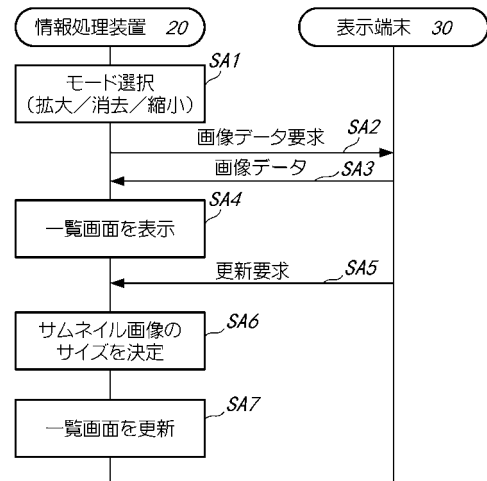 情報処理装置 20
表示端末 30
SA1
モード選択
(拡大/消去/縮小)
画像データ要求
SA2
画像データ
SA3
SA4
一覧画面を表示
更新要求
SA5
SA6
サムネイル画像の
サイズを決定
SA7
一覧画面を更新